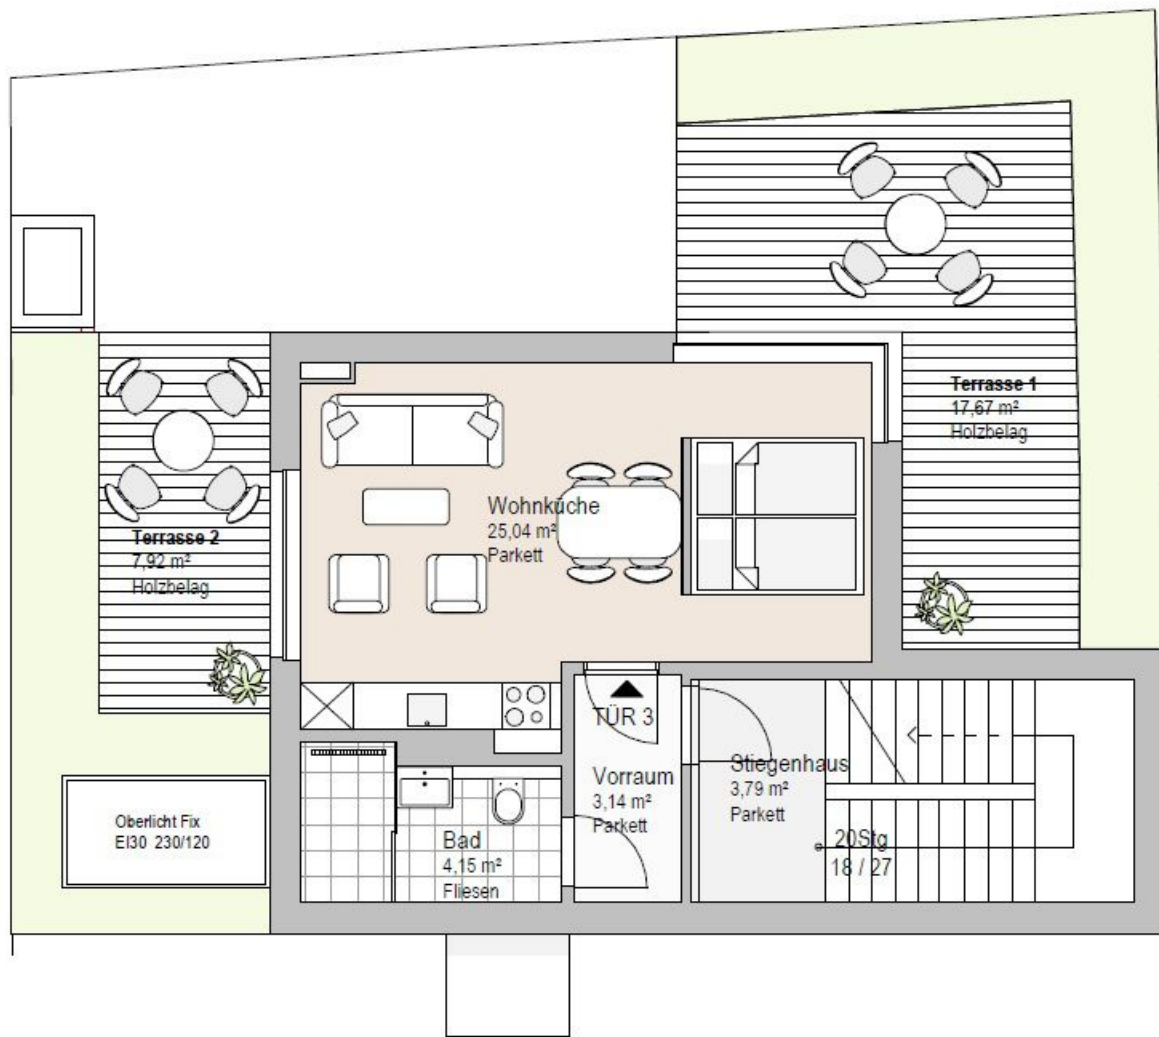 Terrasse 1
17,67 m²
Holzbelag
Wohnküche
25,04 m²
Parkett
Terrasse 2
7,92 m²
Holzbelag
TÜR 3
Vorraum
3,14 m²
Parkett
Stiegenhaus
3,79 m²
Parkett
Oberlicht Fix
EI30 230/120
Bad
4,15 m²
Fliesen
20Stg
18 / 27